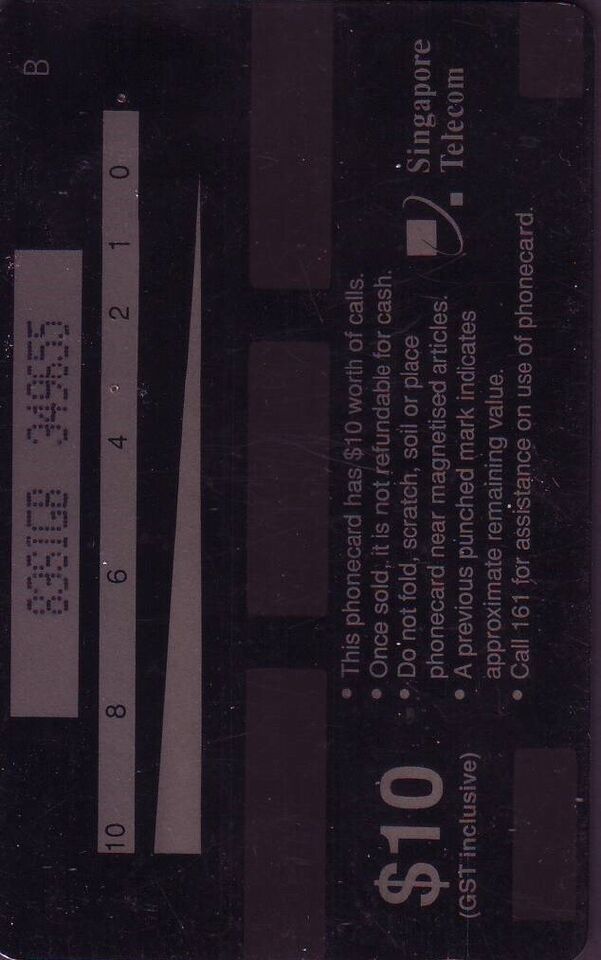 83SIGB 349655
B
10 8 6 4 2 1 0
$10
(GST inclusive)
• This phonecard has $10 worth of calls.
• Once sold, it is not refundable for cash.
• Do not fold, scratch, soil or place
phonecard near magnetised articles.
• A previous punched mark indicates
approximate remaining value.
• Call 161 for assistance on use of phonecard.
Singapore
Telecom